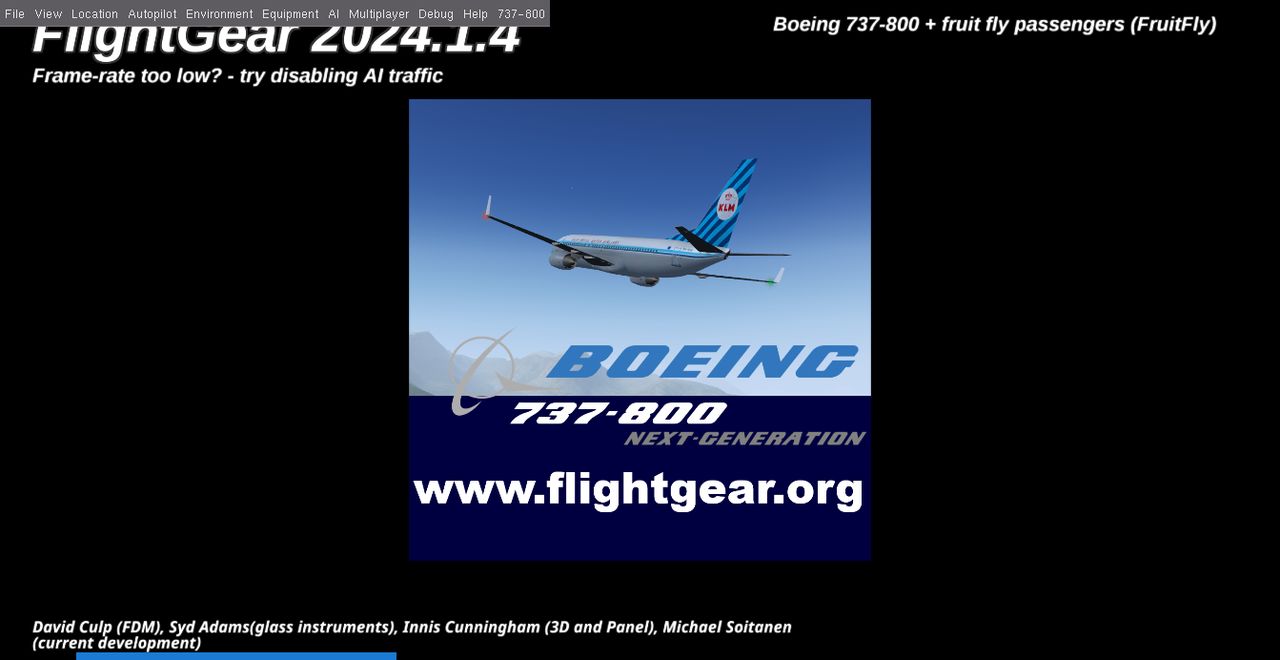 File View Location Autopilot Environment Equipment AI Multiplayer Debug Help 737-800
FlightGear 2024.1.4
Boeing 737-800 + fruit fly passengers (FruitFly)
Frame-rate too low? - try disabling AI traffic
KLM
BOEING
737-800
NEXT-GENERATION
www.flightgear.org
David Culp (FDM), Syd Adams(glass instruments), Innis Cunningham (3D and Panel), Michael Soitanen
(current development)